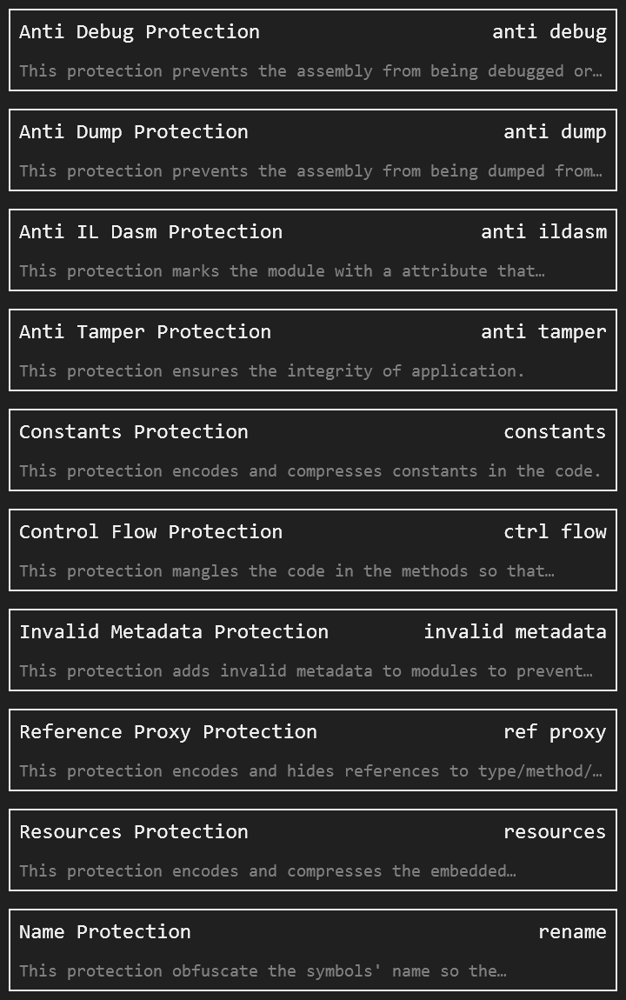 Anti Debug Protection anti debug
This protection prevents the assembly from being debugged or…
Anti Dump Protection anti dump
This protection prevents the assembly from being dumped from…
Anti IL Dasm Protection anti ildasm
This protection marks the module with a attribute that…
Anti Tamper Protection anti tamper
This protection ensures the integrity of application.
Constants Protection constants
This protection encodes and compresses constants in the code.
Control Flow Protection ctrl flow
This protection mangles the code in the methods so that…
Invalid Metadata Protection invalid metadata
This protection adds invalid metadata to modules to prevent…
Reference Proxy Protection ref proxy
This protection encodes and hides references to type/method/…
Resources Protection resources
This protection encodes and compresses the embedded…
Name Protection rename
This protection obfuscate the symbols' name so the…